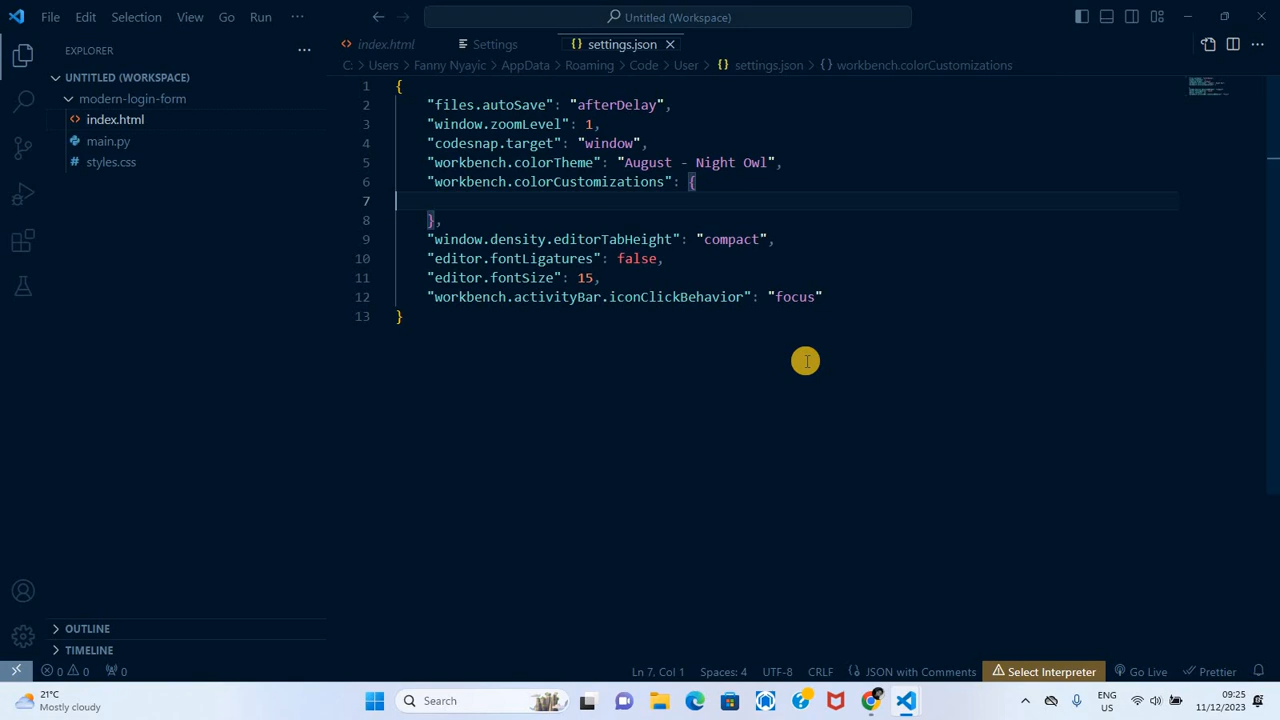 File Edit Selection View Go Run ···
Untitled (Workspace)
EXPLORER
UNTITLED (WORKSPACE)
modern-login-form
index.html
main.py
styles.css
OUTLINE
TIMELINE
index.html Settings settings.json
C: > Users > Fanny Nyayic > AppData > Roaming > Code > User > {} settings.json > {} workbench.colorCustomizations
1 {
2 "files.autoSave": "afterDelay",
3 "window.zoomLevel": 1,
4 "codesnap.target": "window",
5 "workbench.colorTheme": "August - Night Owl",
6 "workbench.colorCustomizations": {
7
8 },
9 "window.density.editorTabHeight": "compact",
10 "editor.fontLigatures": false,
11 "editor.fontSize": 15,
12 "workbench.activityBar.iconClickBehavior": "focus"
13 }
0 0 0 Ln 7, Col 1 Spaces: 4 UTF-8 CRLF {} JSON with Comments Select Interpreter Go Live Prettier
21°C
Mostly cloudy
Search
ENG
US
09:25
11/12/2023